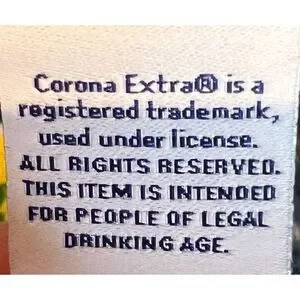 Corona Extra® is a
registered trademark,
used under license.
ALL RIGHTS RESERVED.
THIS ITEM IS INTENDED
FOR PEOPLE OF LEGAL
DRINKING AGE.